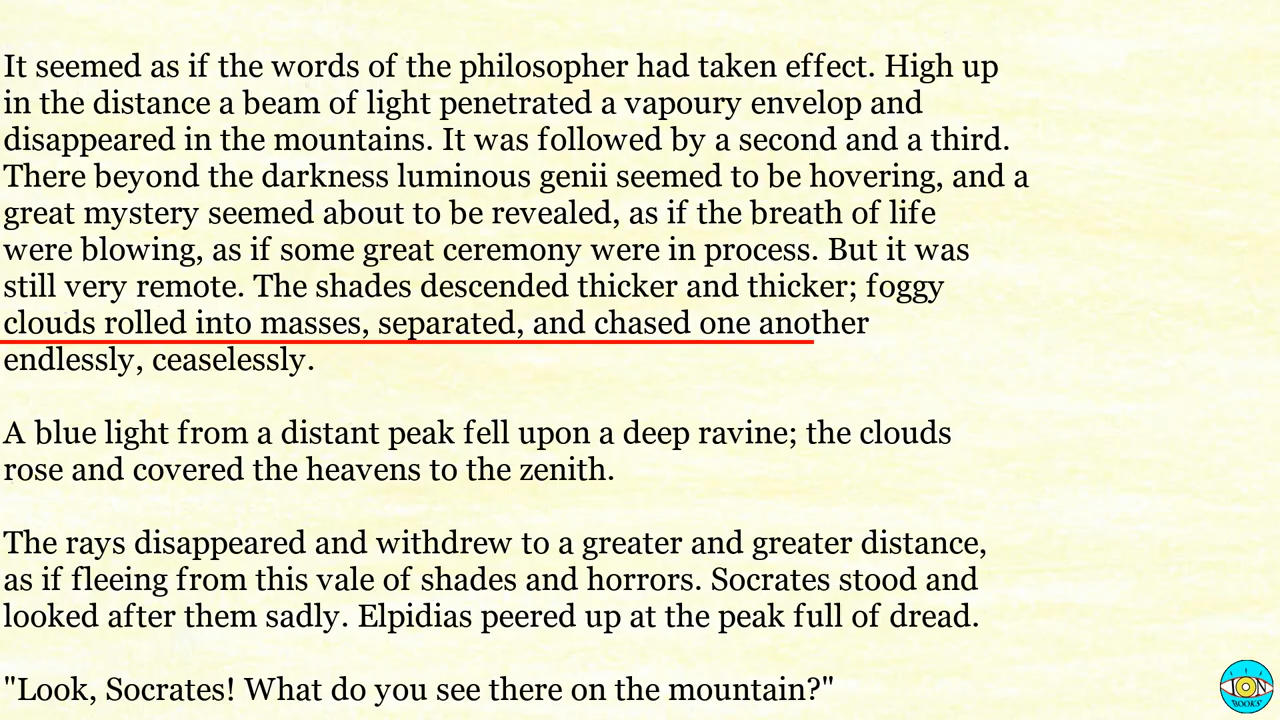 It seemed as if the words of the philosopher had taken effect. High up
in the distance a beam of light penetrated a vapoury envelop and
disappeared in the mountains. It was followed by a second and a third.
There beyond the darkness luminous genii seemed to be hovering, and a
great mystery seemed about to be revealed, as if the breath of life
were blowing, as if some great ceremony were in process. But it was
still very remote. The shades descended thicker and thicker; foggy
clouds rolled into masses, separated, and chased one another
endlessly, ceaselessly.
A blue light from a distant peak fell upon a deep ravine; the clouds
rose and covered the heavens to the zenith.
The rays disappeared and withdrew to a greater and greater distance,
as if fleeing from this vale of shades and horrors. Socrates stood and
looked after them sadly. Elpidias peered up at the peak full of dread.
"Look, Socrates! What do you see there on the mountain?"
ION
BOOKS